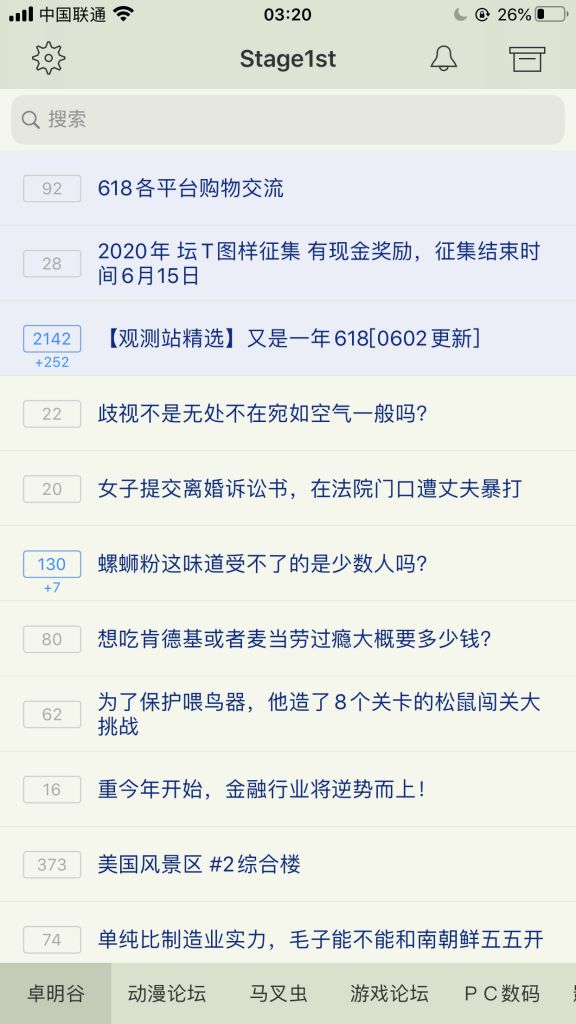 中国联通 03:20 26%
Stage1st
搜索
92 618各平台购物交流
28 2020年 坛T图样征集 有现金奖励，征集结束时
间6月15日
2142 【观测站精选】又是一年618[0602更新]
+252
22 歧视不是无处不在宛如空气一般吗？
20 女子提交离婚诉讼书，在法院门口遭丈夫暴打
130 螺蛳粉这味道受不了的是少数人吗？
+7
80 想吃肯德基或者麦当劳过瘾大概要多少钱？
62 为了保护喂鸟器，他造了8个关卡的松鼠闯关大
挑战
16 重今年开始，金融行业将逆势而上！
373 美国风景区 #2综合楼
74 单纯比制造业实力，毛子能不能和南朝鲜五五开
卓明谷 动漫论坛 马叉虫 游戏论坛 ＰＣ数码